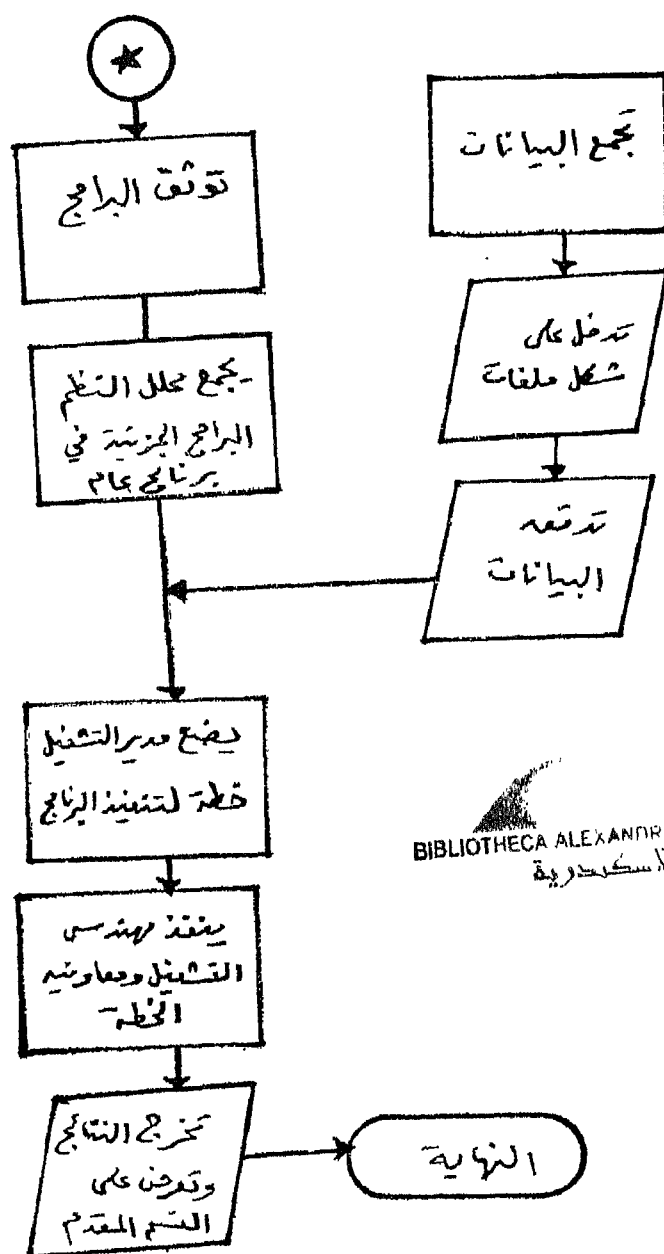 توثق البرامج
يجمع محلل النظم
البرامج الجزئية في
برنامج عام
تجمع البيانات
تدخل على
شكل ملفات
تدقق
البيانات
يضع مدير التشغيل
خطة لتنفيذ البرنامج
ينفذ مهندس
التشغيل ومعاونيه
الخطة
تخرج النتائج
وتعرض على
القسم المقدم
النهاية
BIBLIOTHECA ALEXANDR